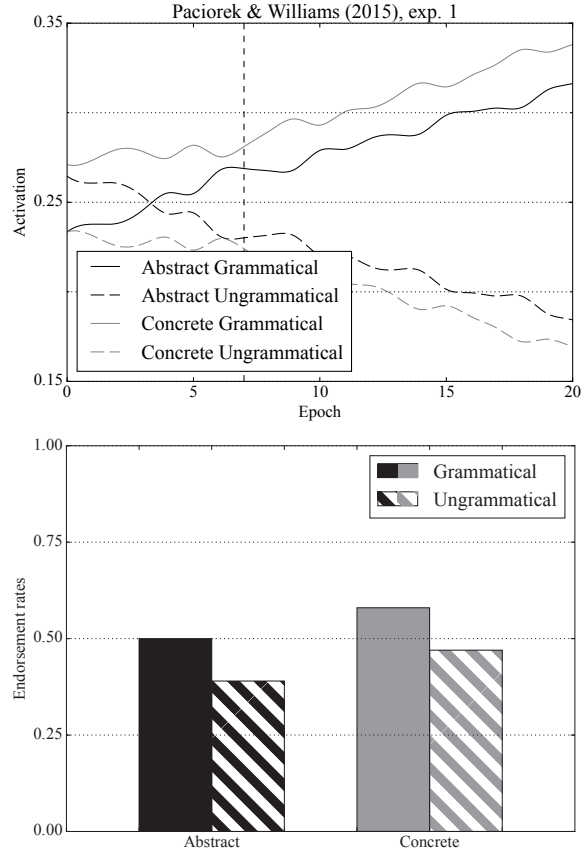 Paciorek & Williams (2015), exp. 1
0.35
0.25
0.15
Activation
Abstract Grammatical
Abstract Ungrammatical
Concrete Grammatical
Concrete Ungrammatical
0 5 10 15 20
Epoch
1.00
0.75
0.50
0.25
0.00
Endorsement rates
Grammatical
Ungrammatical
Abstract Concrete